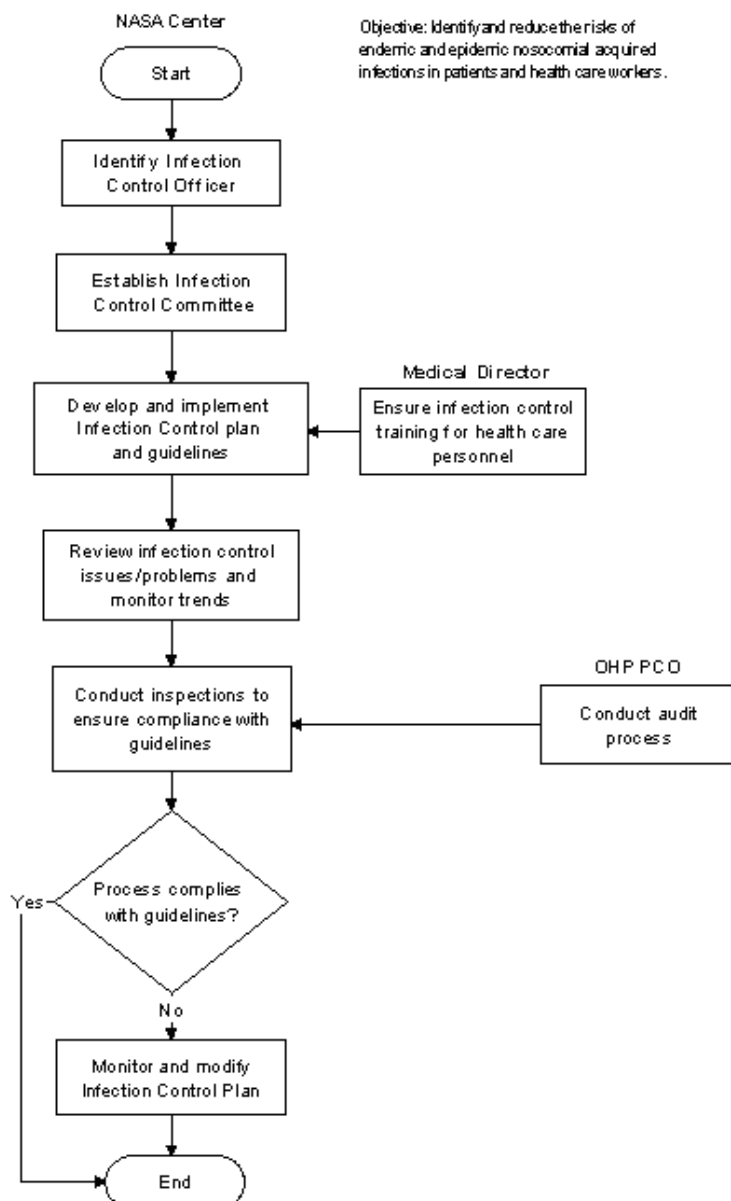 NASA Center
Objective: Identify and reduce the risks of
enderric and epiderric nosocomial acquired
infections in patients and health care workers.
Start
Identify Infection
Control Officer
Establish Infection
Control Committee
Medical Director
Develop and implement
Infection Control plan
and guidelines
Ensure infection control
training for health care
personnel
Review infection control
issues/problems and
monitor trends
OHP PCO
Conduct inspections to
ensure compliance with
guidelines
Conduct audit
process
Process complies
with guidelines?
Yes
No
Monitor and modify
Infection Control Plan
End